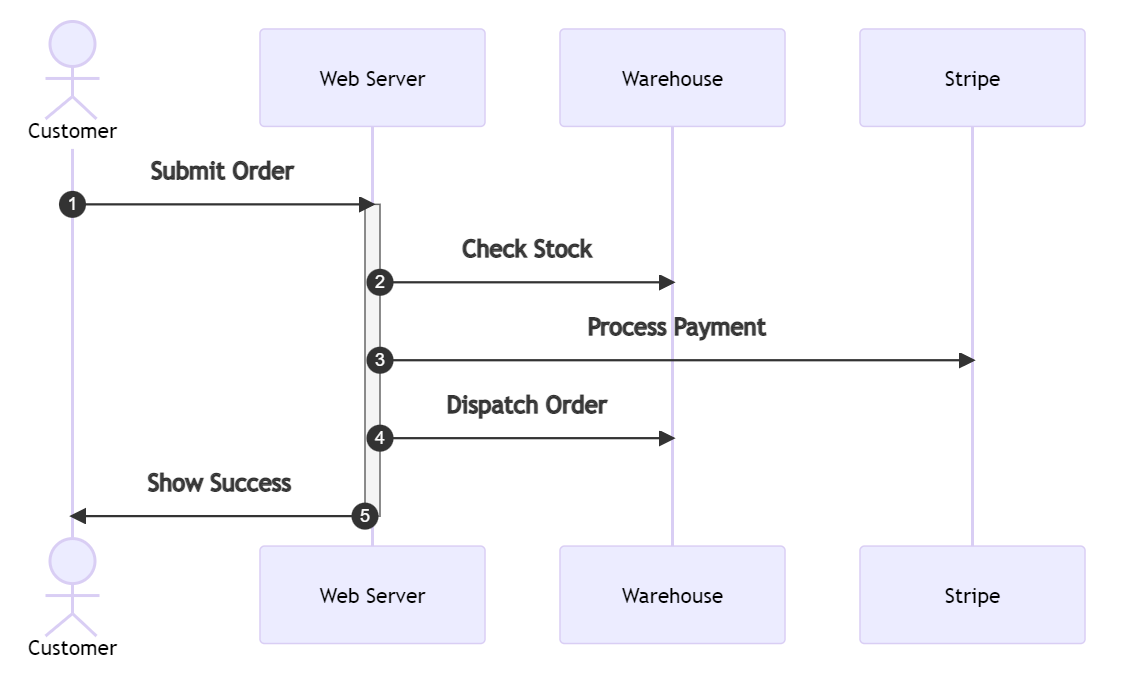 Customer
Web Server
Warehouse
Stripe
Submit Order
1
Check Stock
2
Process Payment
3
Dispatch Order
4
Show Success
5
Customer
Web Server
Warehouse
Stripe